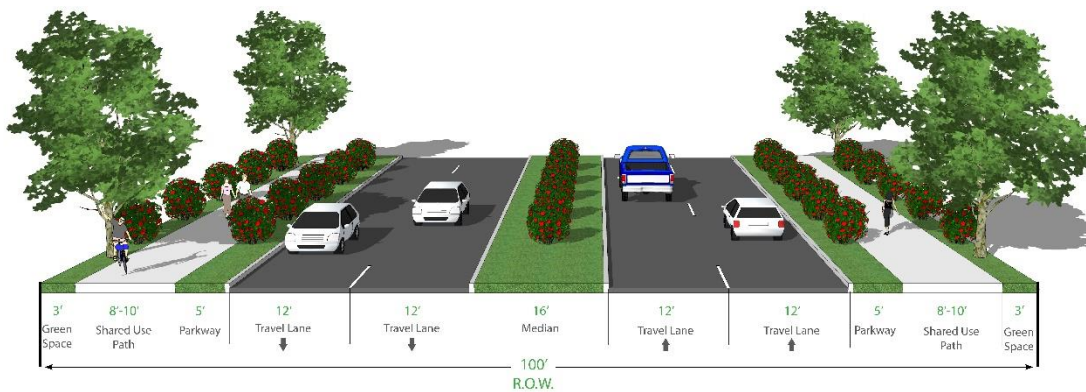 3' 8'-10' 5' 12' 12' 16' 12' 12' 5' 8'-10' 3'
Green Shared Use Parkway Travel Lane Travel Lane Median Travel Lane Travel Lane Parkway Shared Use Green
Space Path Path Space
100'
R.O.W.